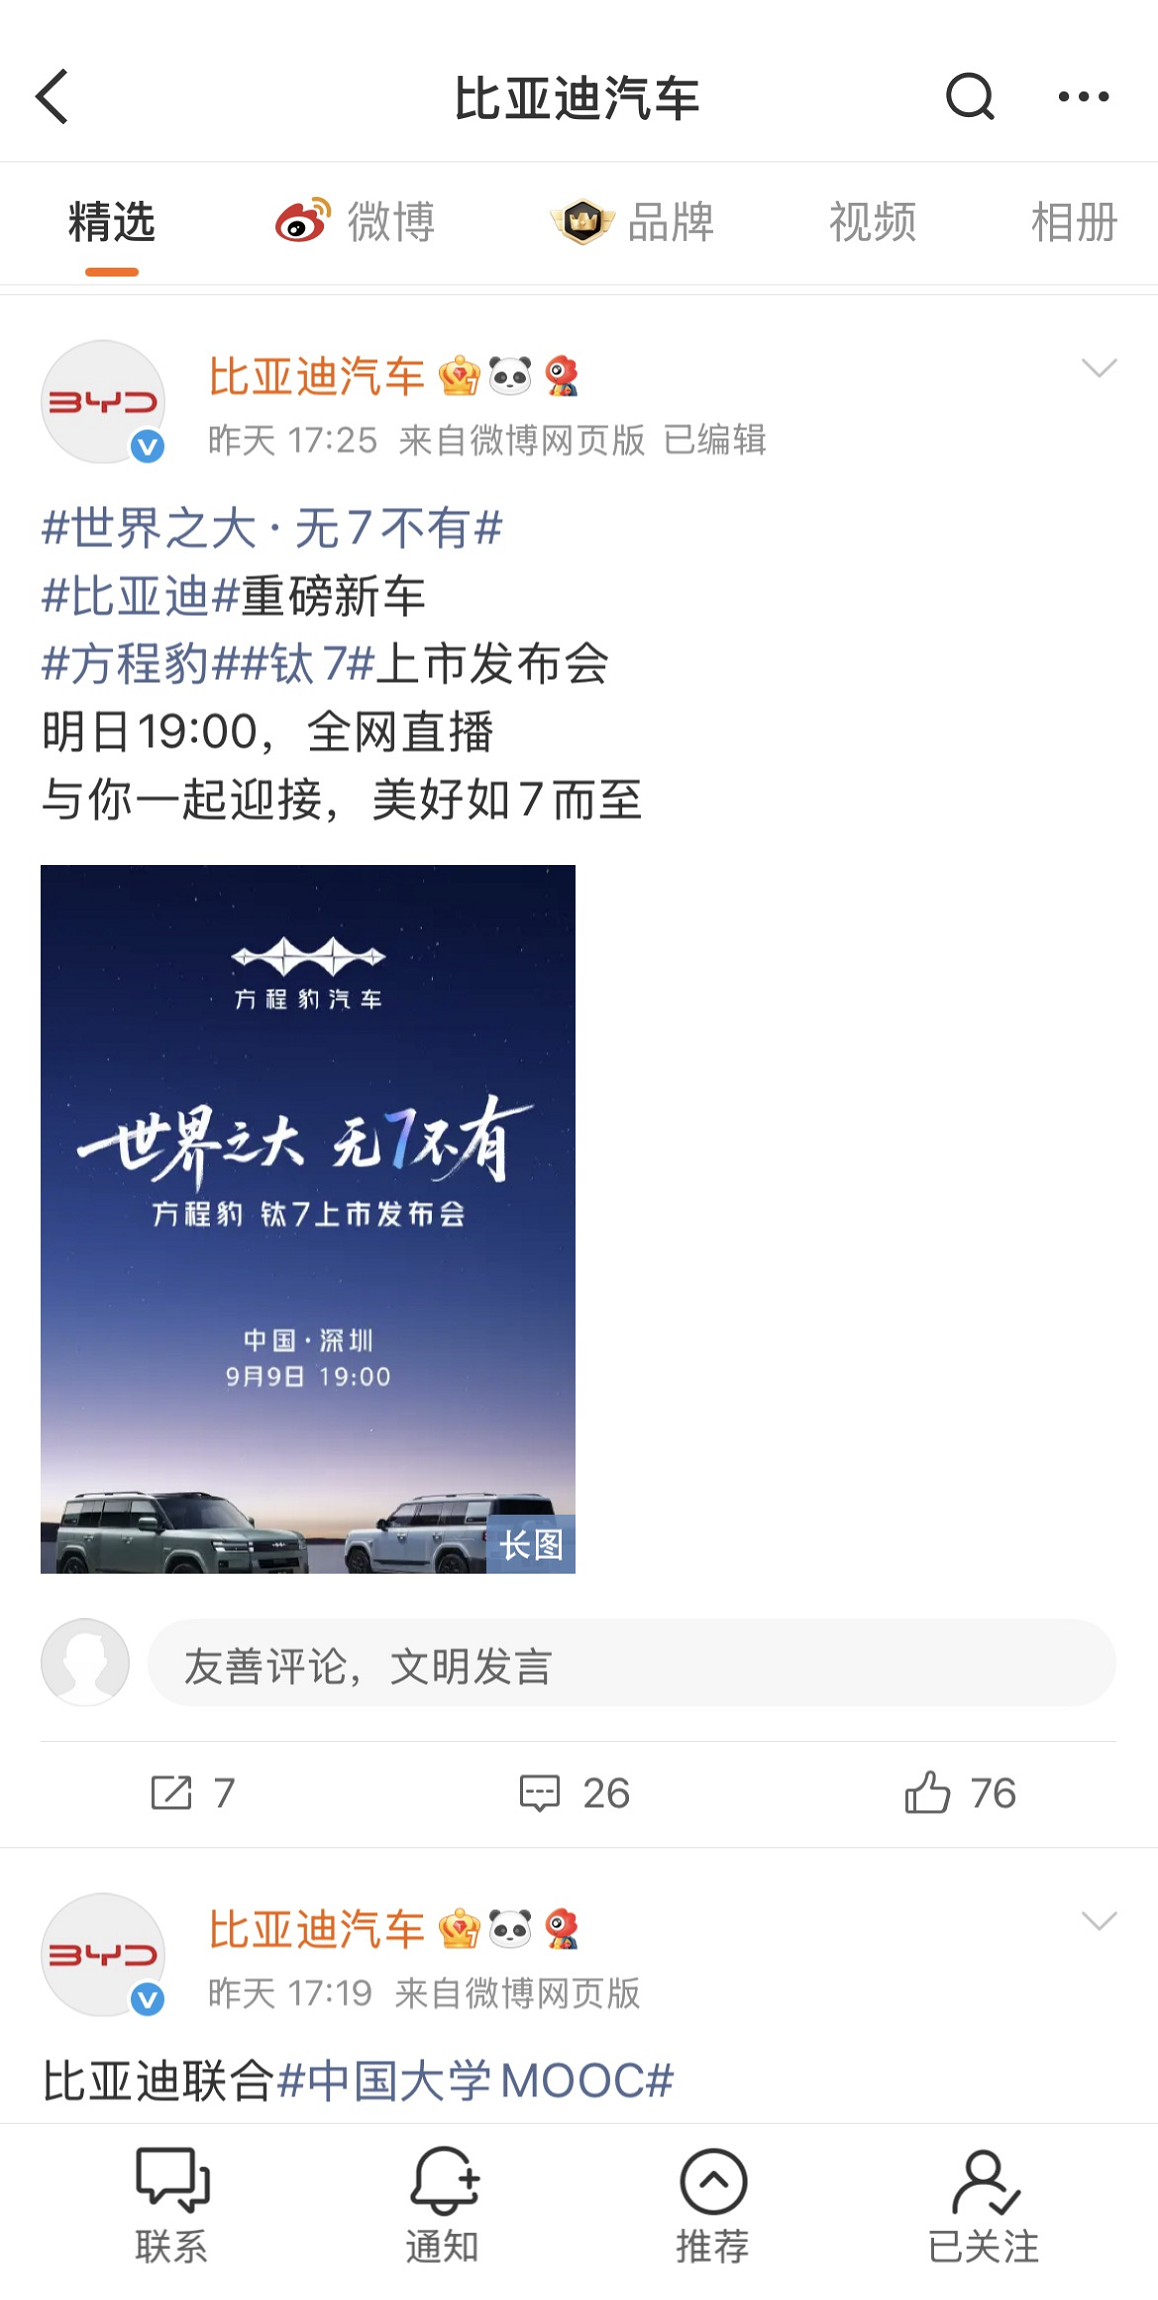 比亚迪汽车
精选 微博 品牌 视频 相册
BYD
比亚迪汽车
昨天 17:25 来自微博网页版 已编辑
#世界之大·无7不有#
#比亚迪#重磅新车
#方程豹##钛7#上市发布会
明日19:00，全网直播
与你一起迎接，美好如7而至
方程豹汽车
世界之大 无7不有
方程豹 钛7上市发布会
中国·深圳
9月9日 19:00
长图
友善评论，文明发言
7 26 76
BYD
比亚迪汽车
昨天 17:19 来自微博网页版
比亚迪联合#中国大学MOOC#
联系 通知 推荐 已关注